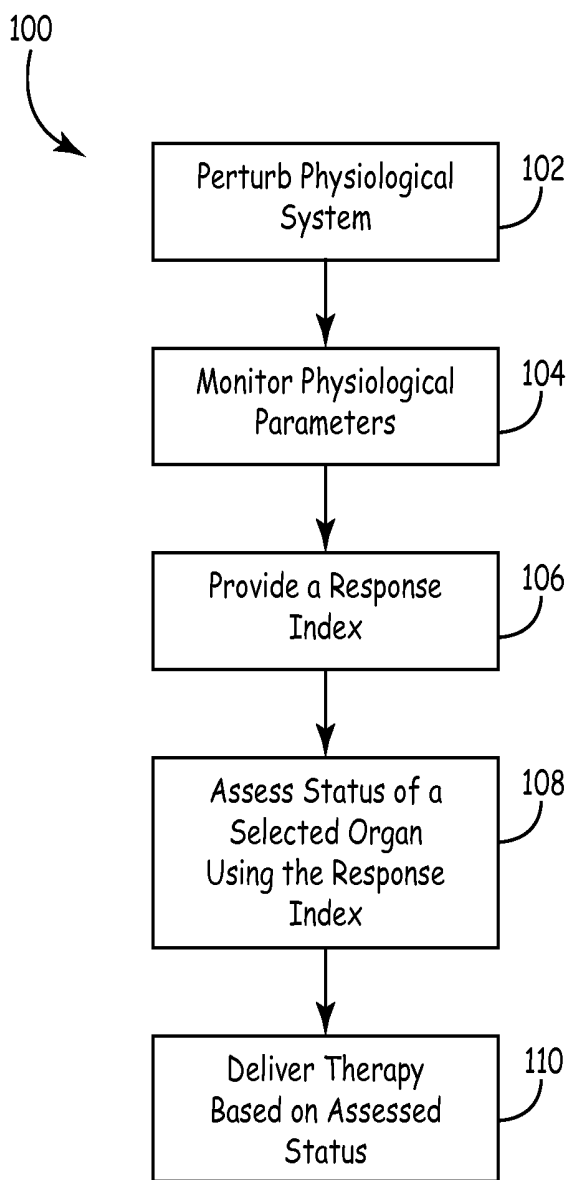 100
Perturb Physiological
System
102
Monitor Physiological
Parameters
104
Provide a Response
Index
106
Assess Status of a
Selected Organ
Using the Response
Index
108
Deliver Therapy
Based on Assessed
Status
110